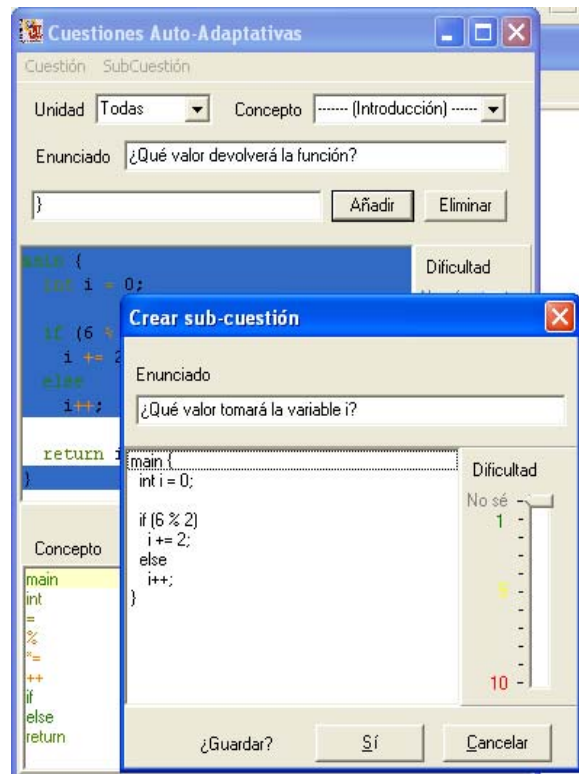 Cuestiones Auto-Adaptativas
Cuestión SubCuestión
Unidad Todas Concepto ------ (Introducción) ------
Enunciado ¿Qué valor devolverá la función?
} Añadir Eliminar
main {
int i = 0;
if (6 %
i += 2
else
i++;
return i
}
Dificultad
Concepto
main
int
=
%
*=
++
if
else
return
Crear sub-cuestión
Enunciado
¿Qué valor tomará la variable i?
main {
int i = 0;
if (6 % 2)
i += 2;
else
i++;
}
Dificultad
No sé
1
10
¿Guardar? Sí Cancelar